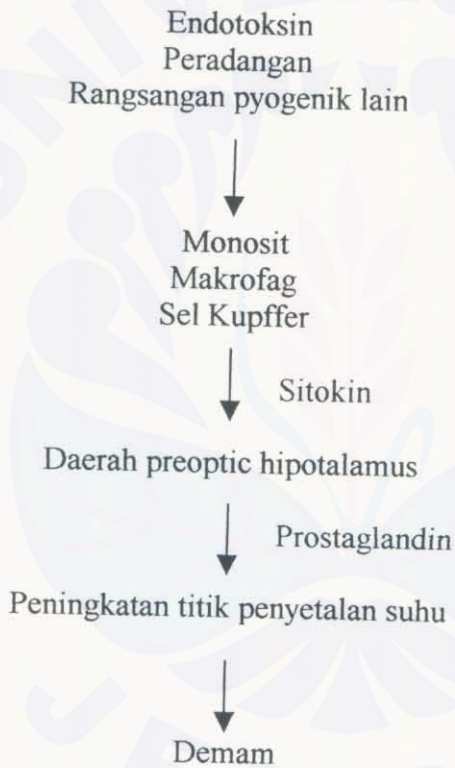 Endotoksin
Peradangan
Rangsangan pyogenik lain
Monosit
Makrofag
Sel Kupffer
Sitokin
Daerah preoptic hipotalamus
Prostaglandin
Peningkatan titik penyetalan suhu
Demam